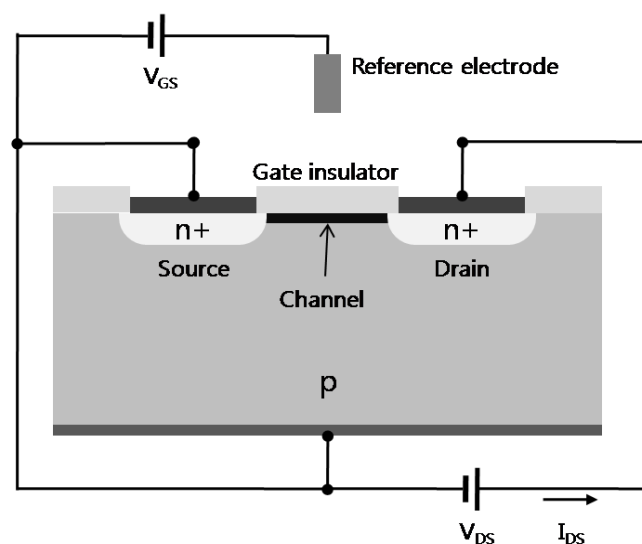 Reference electrode
VGS
Gate insulator
n+
n+
Source
Drain
Channel
p
VDS
IDS